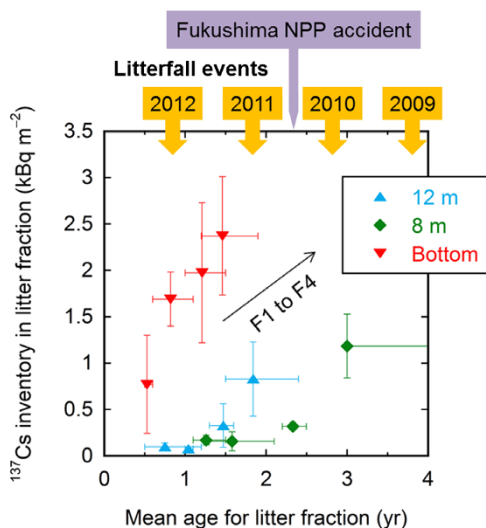 Fukushima NPP accident
Litterfall events
2012 2011 2010 2009
¹³⁷Cs inventory in litter fraction (kBq m⁻²)
3.5
3
2.5
2
1.5
1
0.5
0
12 m
8 m
Bottom
F1 to F4
0 1 2 3 4
Mean age for litter fraction (yr)